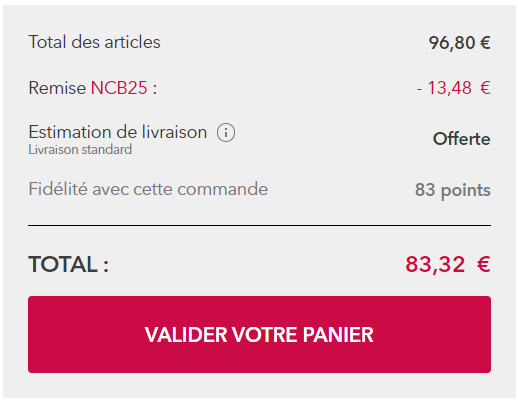 Total des articles 96,80 €
Remise NCB25 : - 13,48 €
Estimation de livraison i Offerte
Livraison standard
Fidélité avec cette commande 83 points
TOTAL : 83,32 €
VALIDER VOTRE PANIER